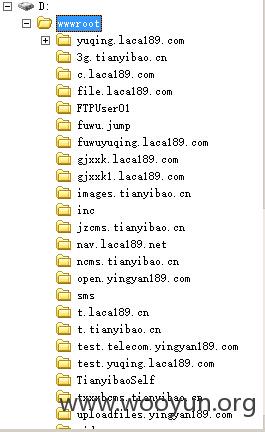 D:
wwwroot
yuqing.laca189.com
3g.tianyibao.cn
c.laca189.com
file.laca189.com
FTPUser01
fuwu.jump
fuwuyuqing.laca189.com
gjxxk.laca189.com
gjxxk1.laca189.com
images.tianyibao.cn
inc
jzcms.tianyibao.cn
nav.laca189.net
ncms.tianyibao.cn
open.yingyan189.com
sms
t.laca189.cn
t.tianyibao.cn
test.telecom.yingyan189.com
test.yuqing.laca189.com
TianyibaoSelf
txxxbcms.tianyibao.cn
www.wooyun.org
uploadfiles.yingyan189.com